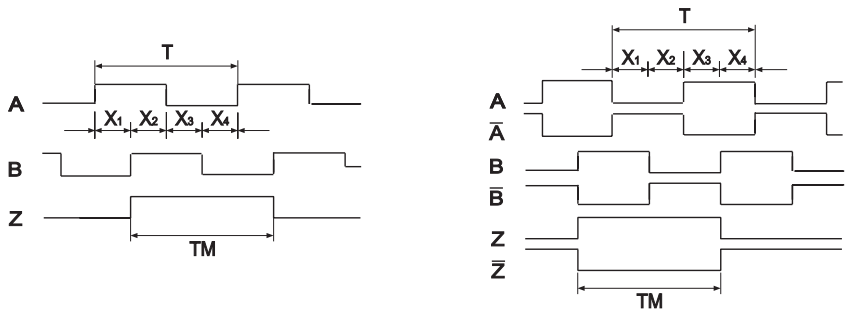 T
A
X₁ X₂ X₃ X₄
B
Z
TM
T
X₁ X₂ X₃ X₄
A
A̅
B
B̅
Z
Z̅
TM